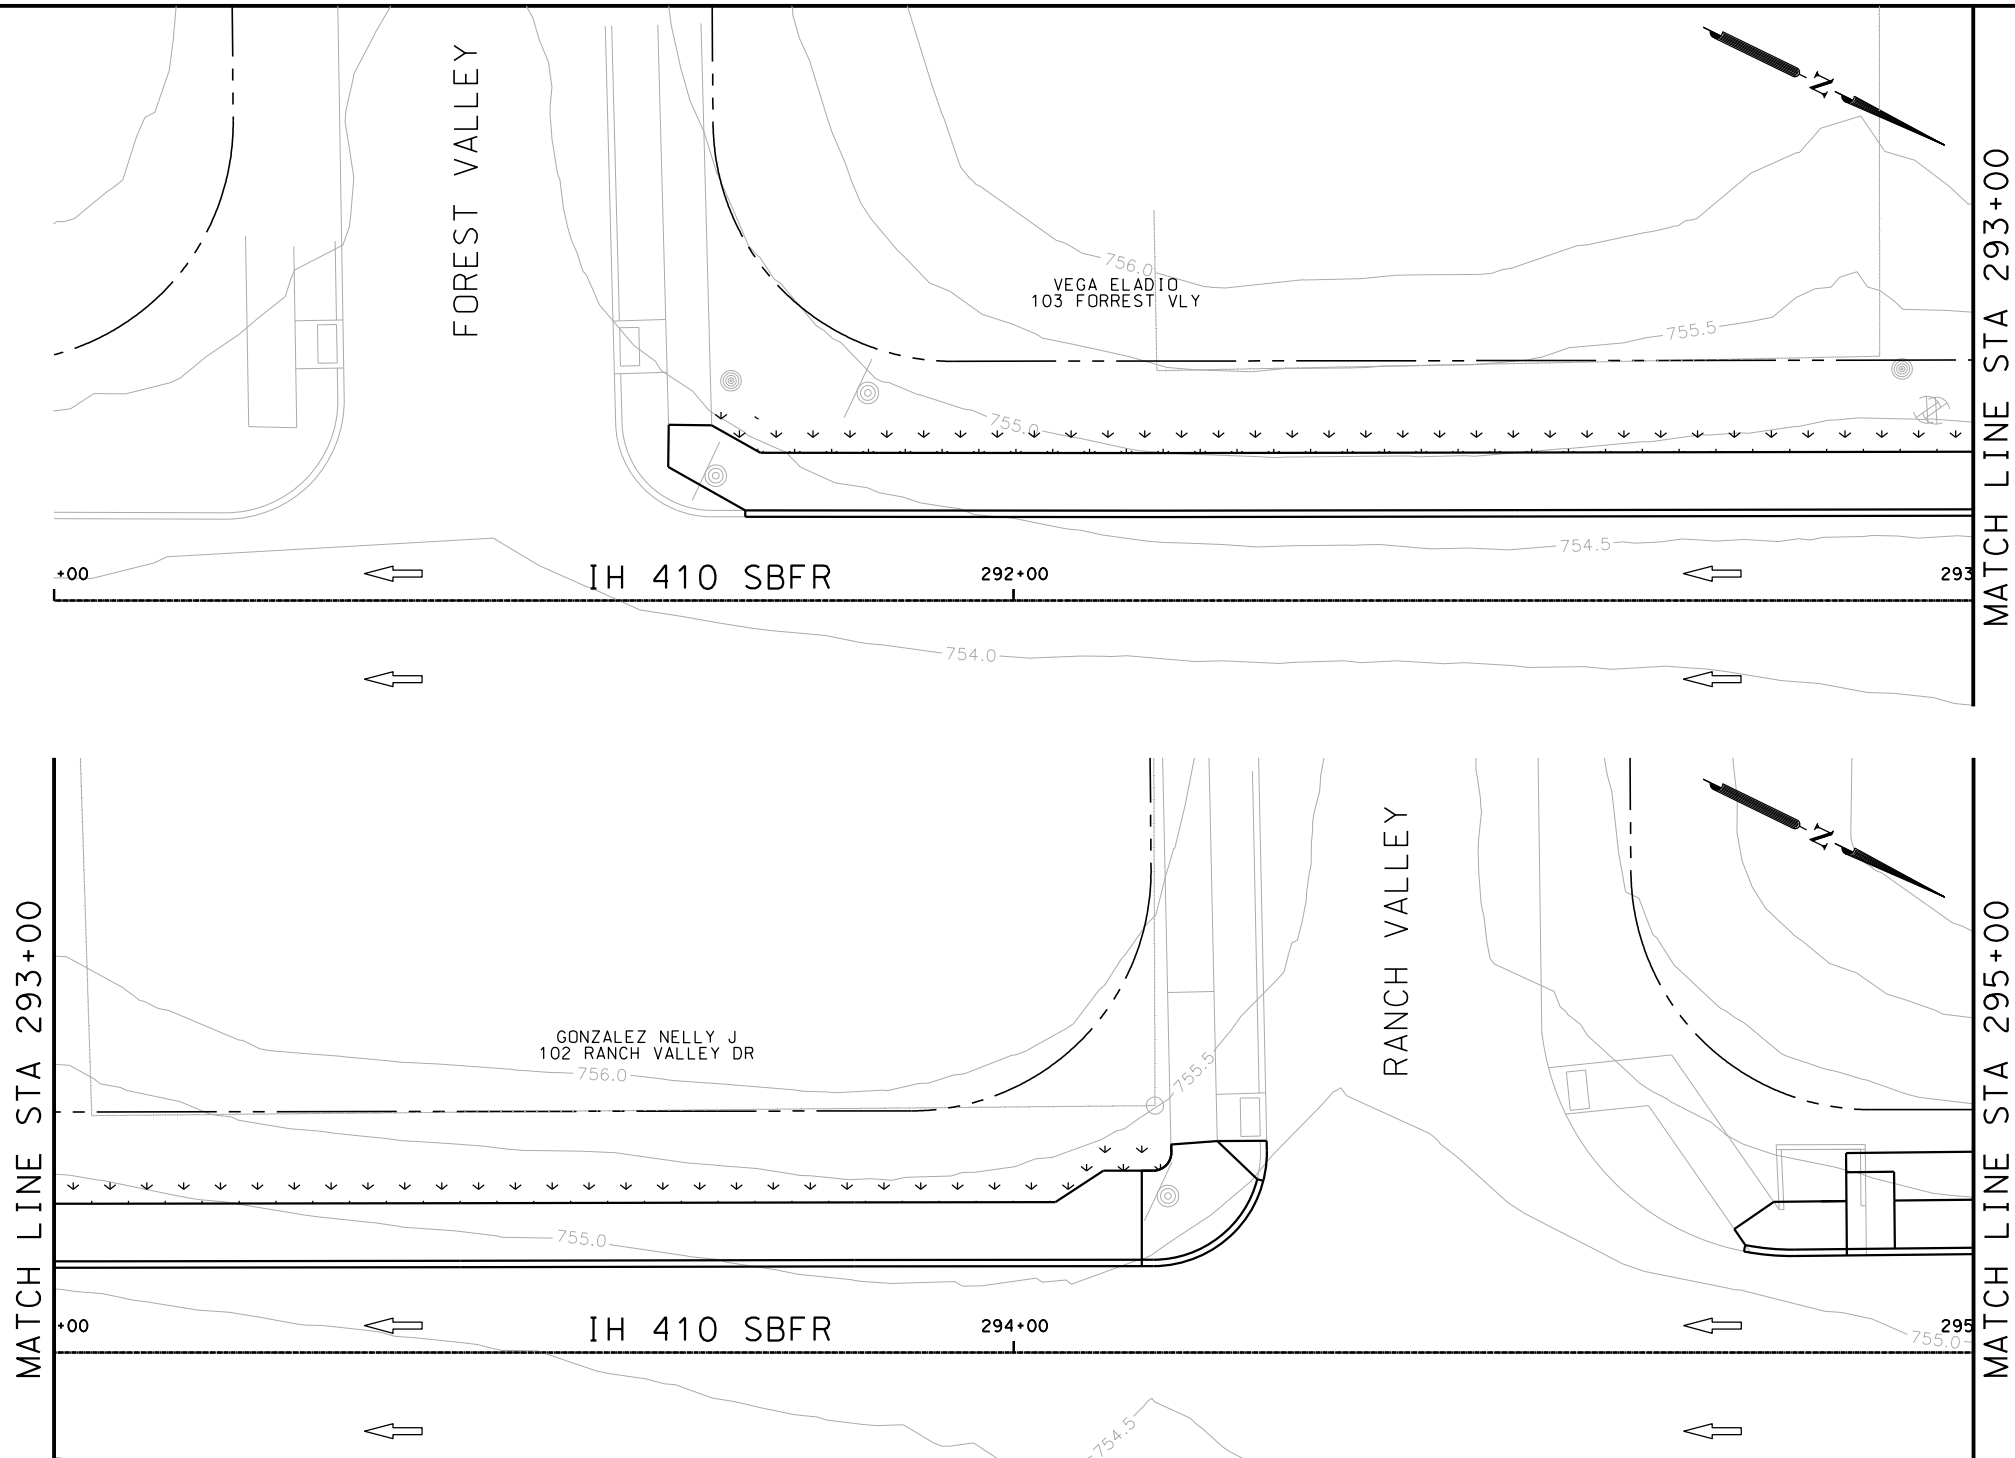 FOREST VALLEY
N
756.0
VEGA ELADIO
103 FORREST VLY
755.5
755.0
754.5
+00
IH 410 SBFR
292+00
293
754.0
MATCH LINE STA 293+00
MATCH LINE STA 293+00
RANCH VALLEY
N
GONZALEZ NELLY J
102 RANCH VALLEY DR
756.0
755.5
755.0
+00
IH 410 SBFR
294+00
295
755.0
754.5
MATCH LINE STA 295+00